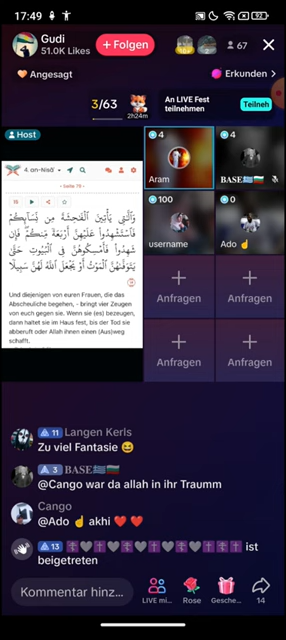 17:49
92
Gudi
51.0K Likes
+ Folgen
67
Angesagt
Erkunden >
3/63
2h24m
An LIVE Fest
teilnehmen
Teilneh
Host
4. an-Nisā'
- Seite 78 -
15
وَٱلَّـٰتِى يَأْتِينَ ٱلْفَـٰحِشَةَ مِن نِّسَآئِكُمْ
فَٱسْتَشْهِدُوا۟ عَلَيْهِنَّ أَرْبَعَةً مِّنكُمْ فَإِن
شَهِدُوا۟ فَأَمْسِكُوهُنَّ فِى ٱلْبُيُوتِ حَتَّىٰ
يَتَوَفَّىٰهُنَّ ٱلْمَوْتُ أَوْ يَجْعَلَ ٱللَّهُ لَهُنَّ سَبِيلًا
Und diejenigen von euren Frauen, die das
Abscheuliche begehen, - bringt vier Zeugen
von euch gegen sie. Wenn sie (es) bezeugen,
dann haltet sie im Haus fest, bis der Tod sie
abberuft oder Allah ihnen einen (Aus)weg
schafft.
4
Aram
4
BASE
100
username
0
Ado
Anfragen
Anfragen
Anfragen
Anfragen
11 Langen Kerls
Zu viel Fantasie 😄
3 BASE
@Cango war da allah in ihr Traumm
Cango
@Ado ☝ akhi ❤️ ❤️
13 ist
beigetreten
Kommentar hinz...
LIVE mi...
Rose
Gesche...
14